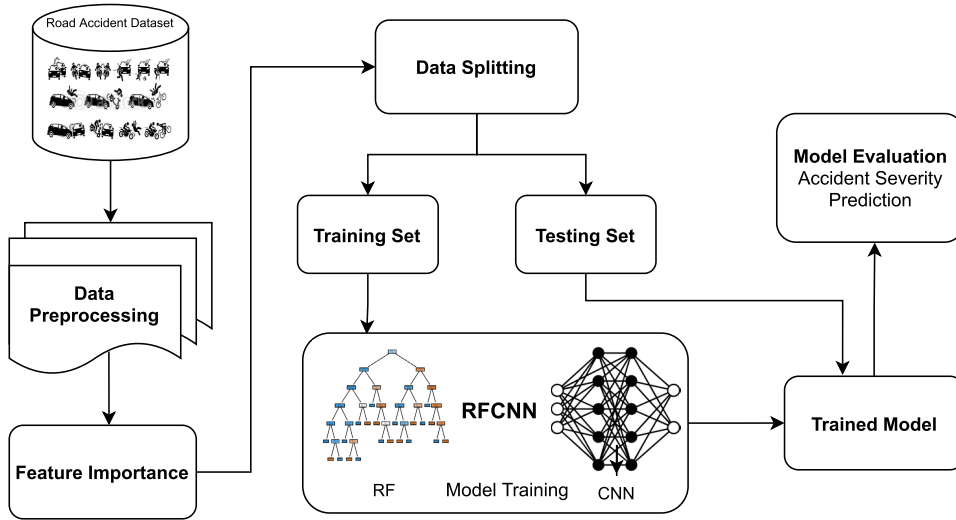 Road Accident Dataset
Data
Preprocessing
Feature Importance
Data Splitting
Training Set
Testing Set
RFCNN
RF
Model Training
CNN
Trained Model
Model Evaluation
Accident Severity
Prediction